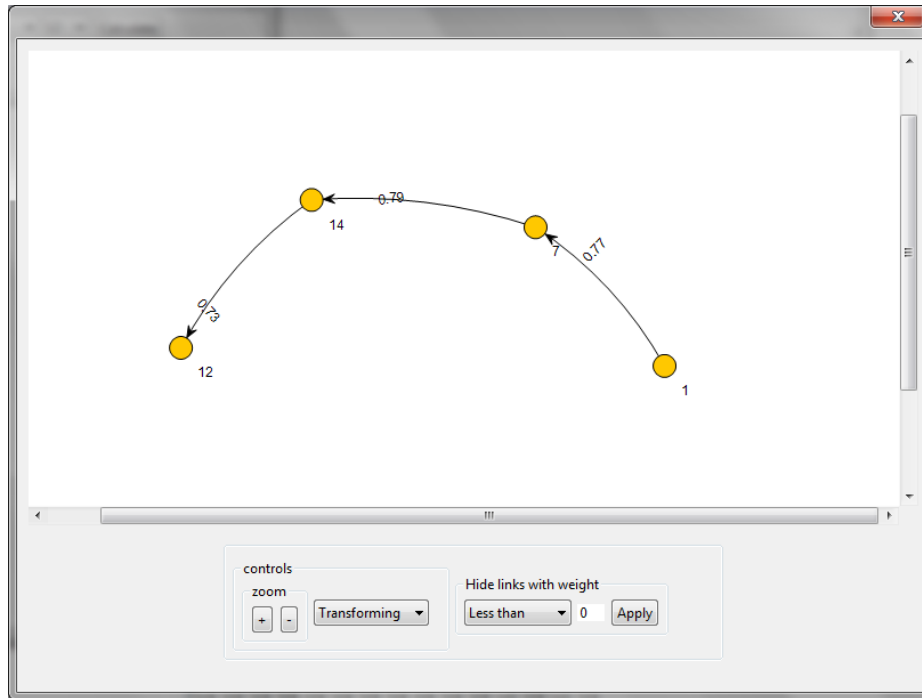 0.79
14
7
0.77
0.73
12
1
controls
zoom
+ -
Transforming
Hide links with weight
Less than 0 Apply